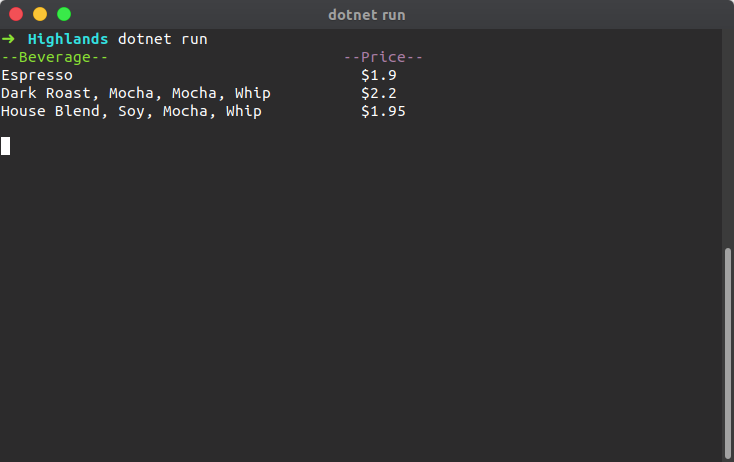 dotnet run
➜ Highlands dotnet run
--Beverage-- --Price--
Espresso $1.9
Dark Roast, Mocha, Mocha, Whip $2.2
House Blend, Soy, Mocha, Whip $1.95